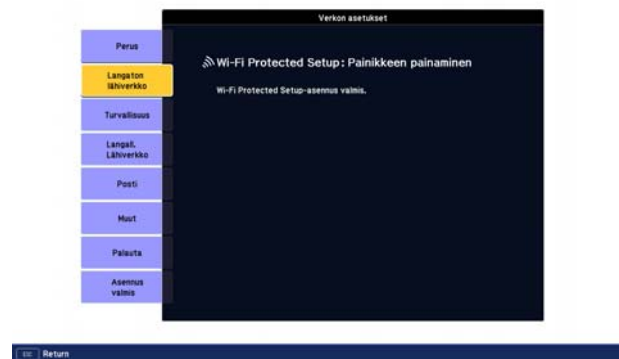 Verkon asetukset
Perus
Langaton
lähiverkko
Turvallisuus
Langall.
Lähiverkko
Posti
Muut
Palauta
Asennus
valmis
Wi-Fi Protected Setup: Painikkeen painaminen
Wi-Fi Protected Setup-asennus valmis.
Esc Return